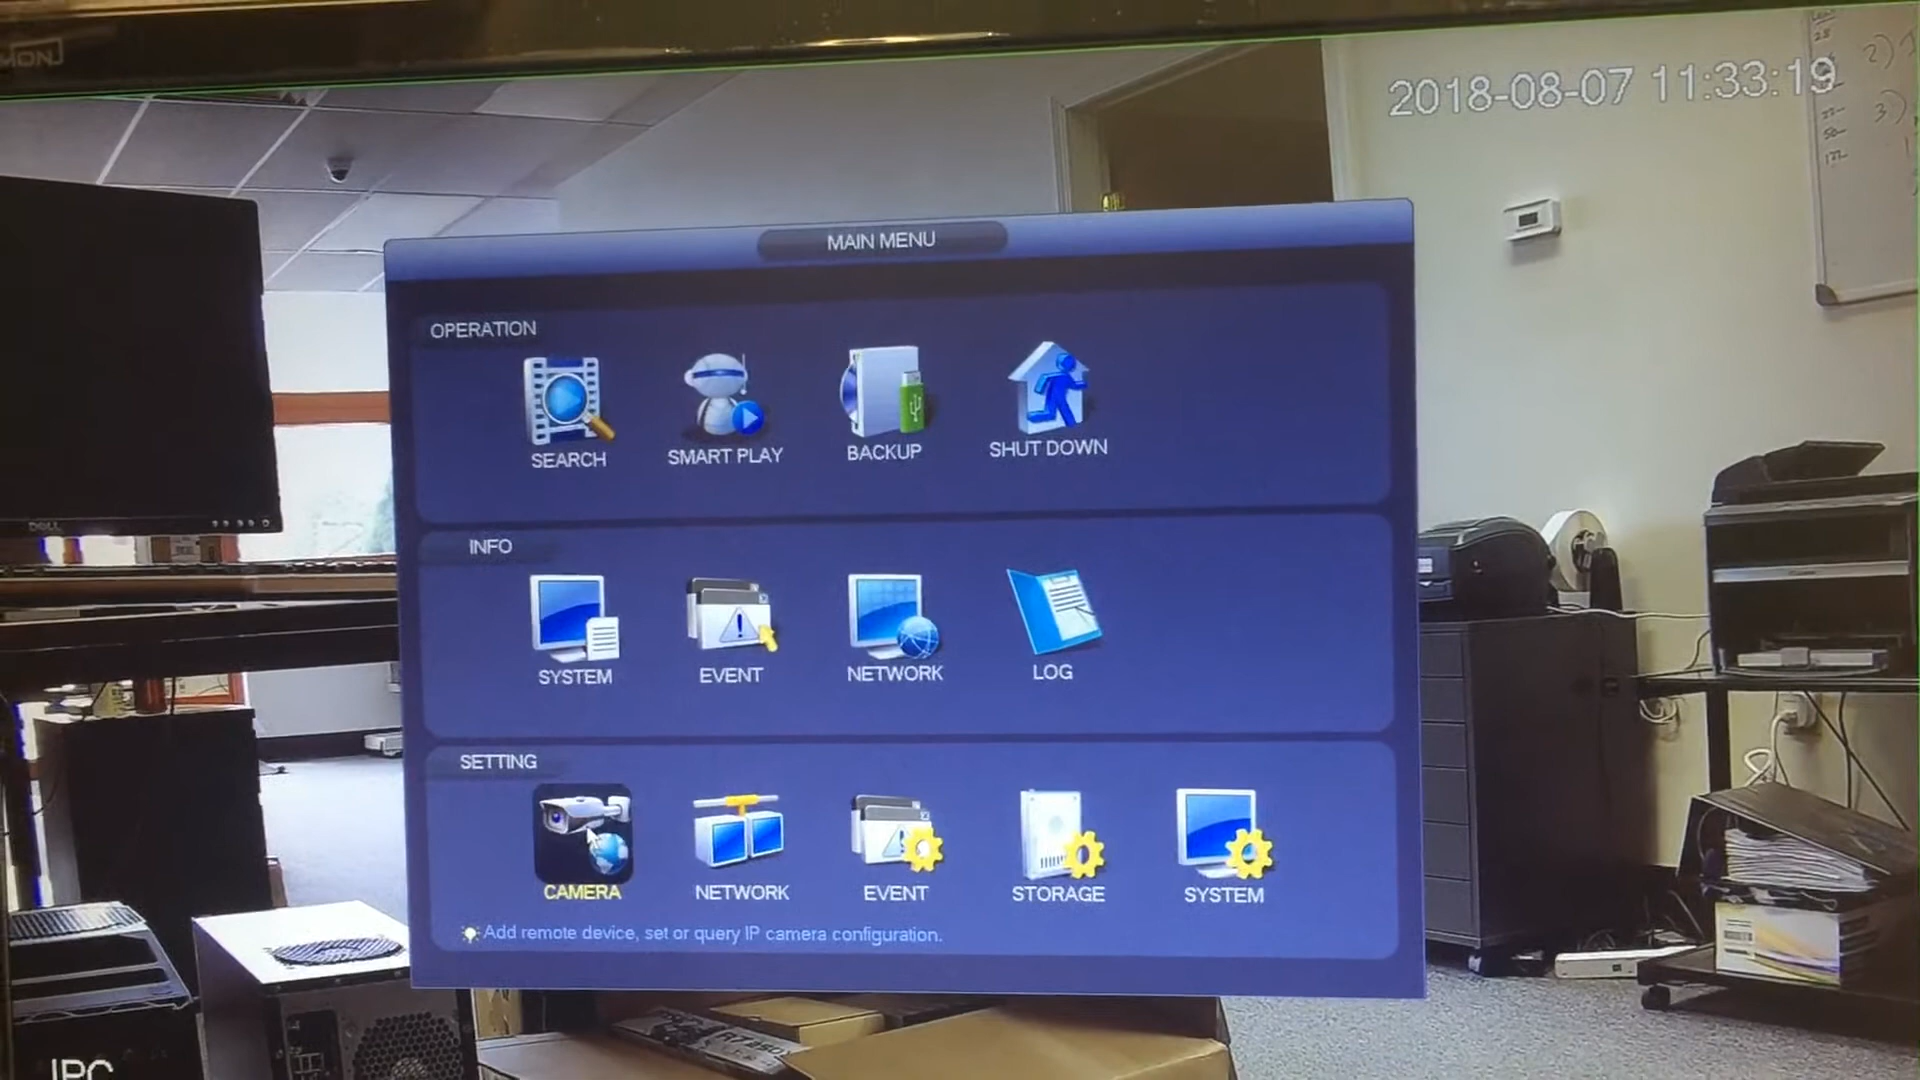 2018-08-07 11:33:19
MAIN MENU
OPERATION
SEARCH
SMART PLAY
BACKUP
SHUT DOWN
INFO
SYSTEM
EVENT
NETWORK
LOG
SETTING
CAMERA
NETWORK
EVENT
STORAGE
SYSTEM
Add remote device, set or query IP camera configuration.
DELL
IPC